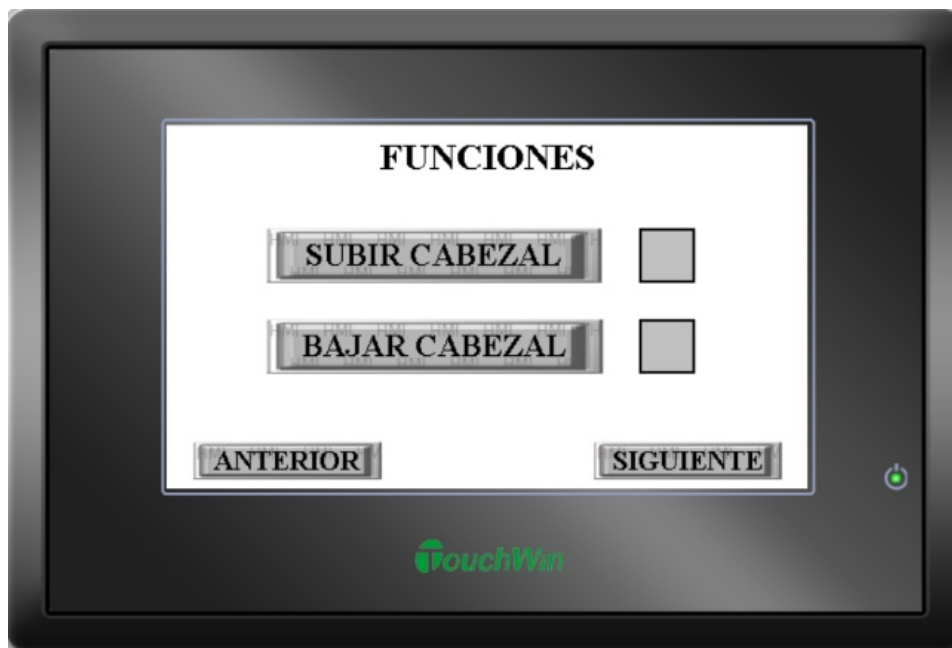 FUNCIONES
SUBIR CABEZAL
BAJAR CABEZAL
ANTERIOR
SIGUIENTE
TouchWin